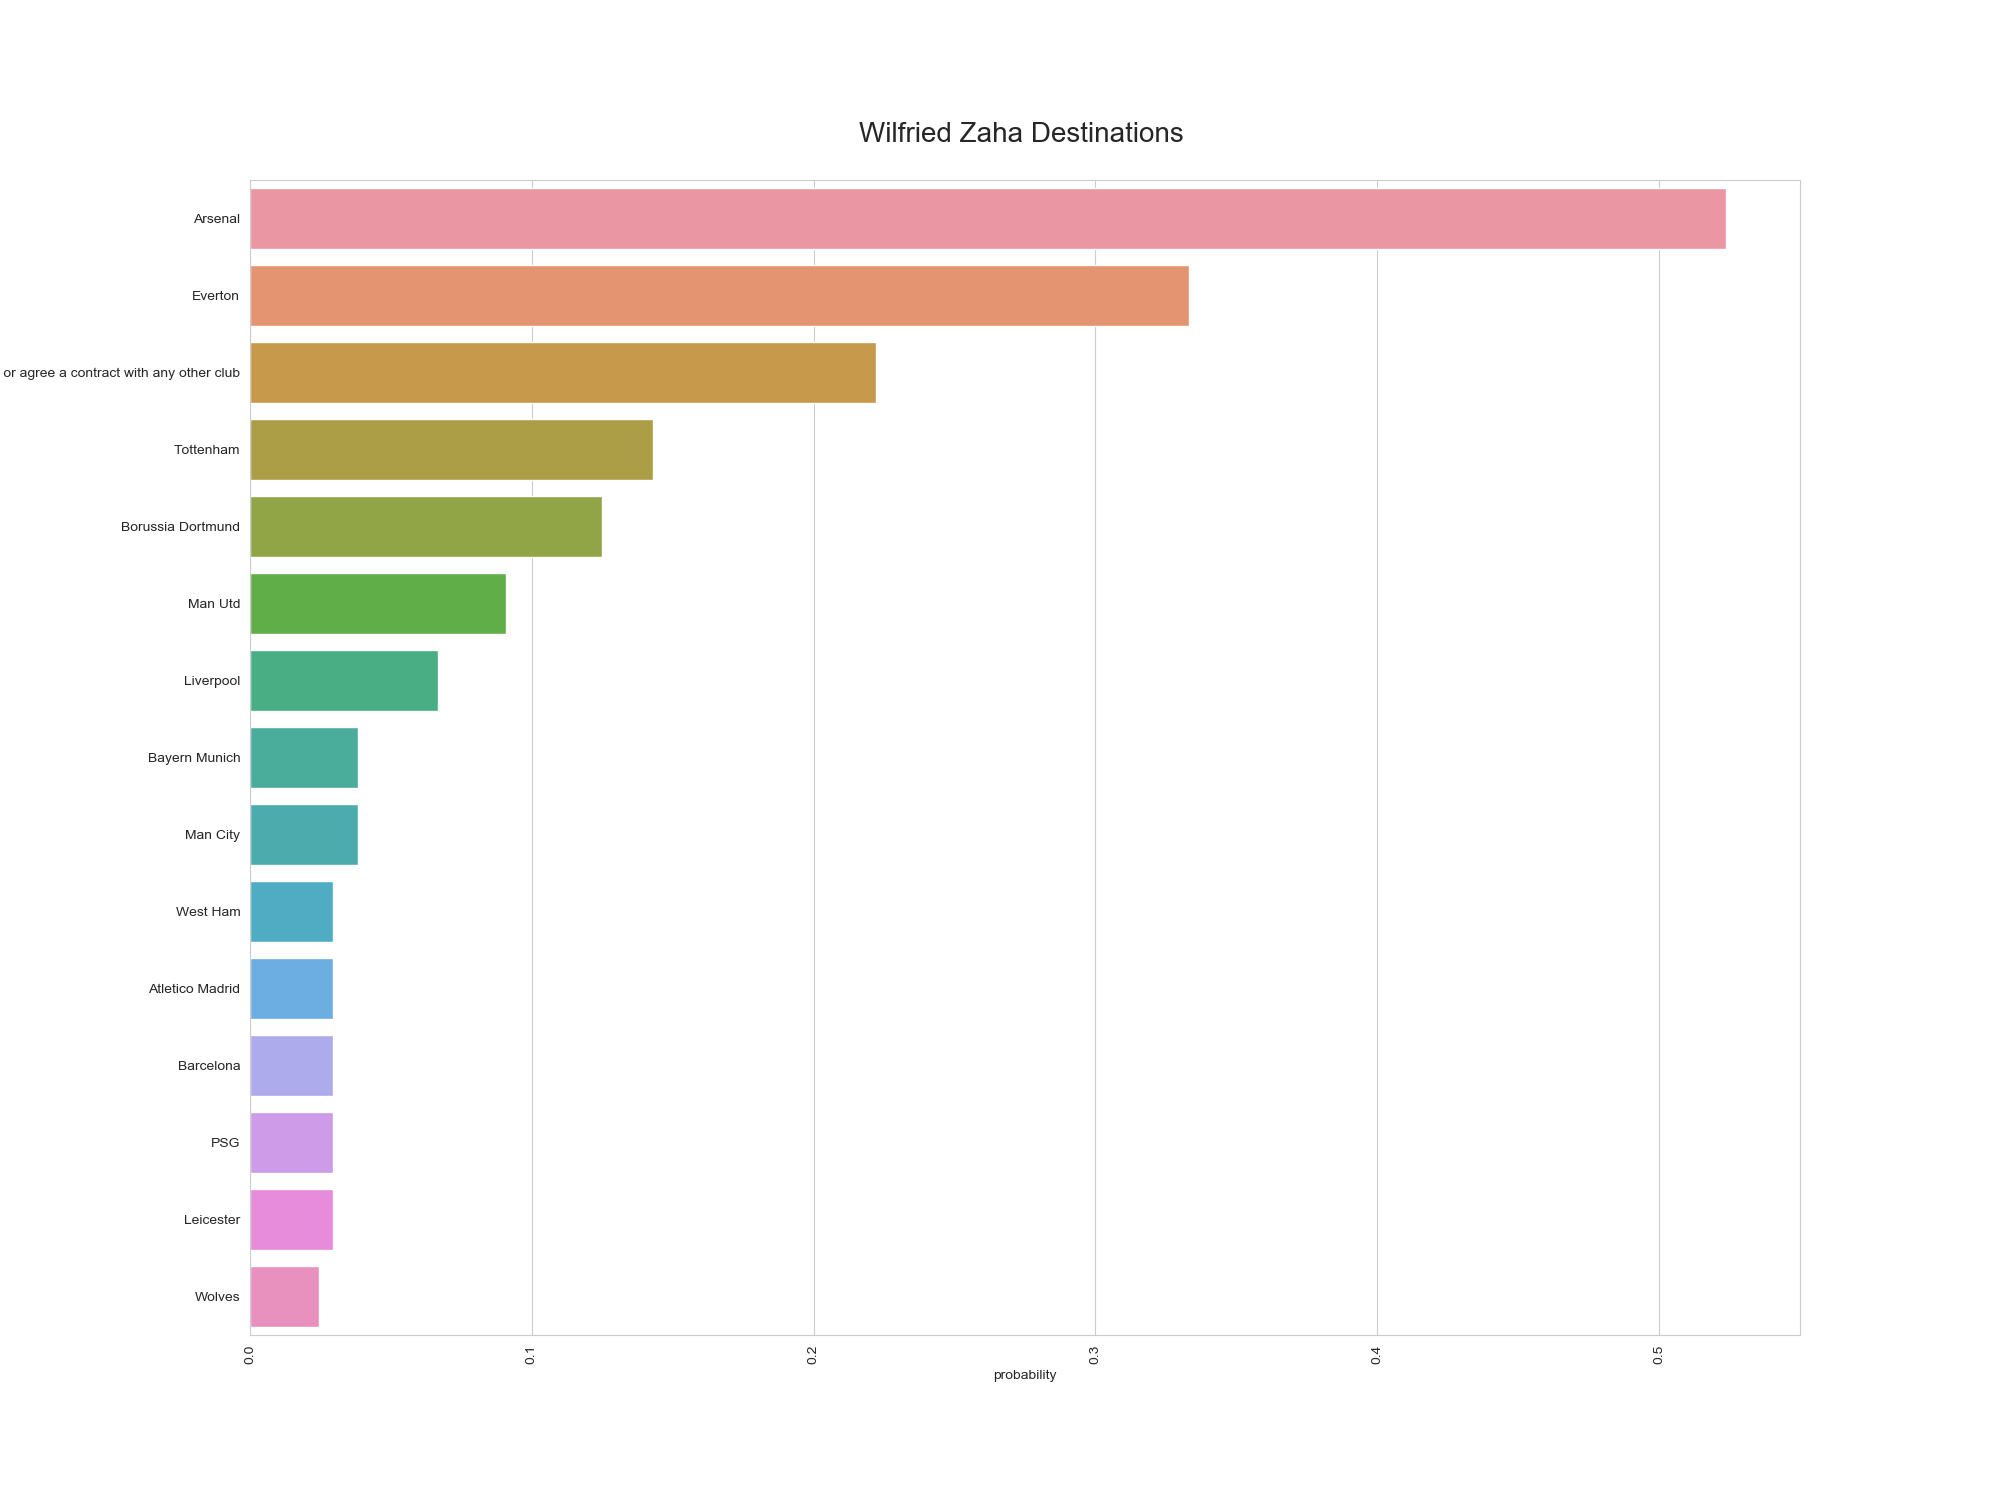 Wilfried Zaha Destinations
Arsenal
Everton
or agree a contract with any other club
Tottenham
Borussia Dortmund
Man Utd
Liverpool
Bayern Munich
Man City
West Ham
Atletico Madrid
Barcelona
PSG
Leicester
Wolves
0.0 0.1 0.2 0.3 0.4 0.5
probability